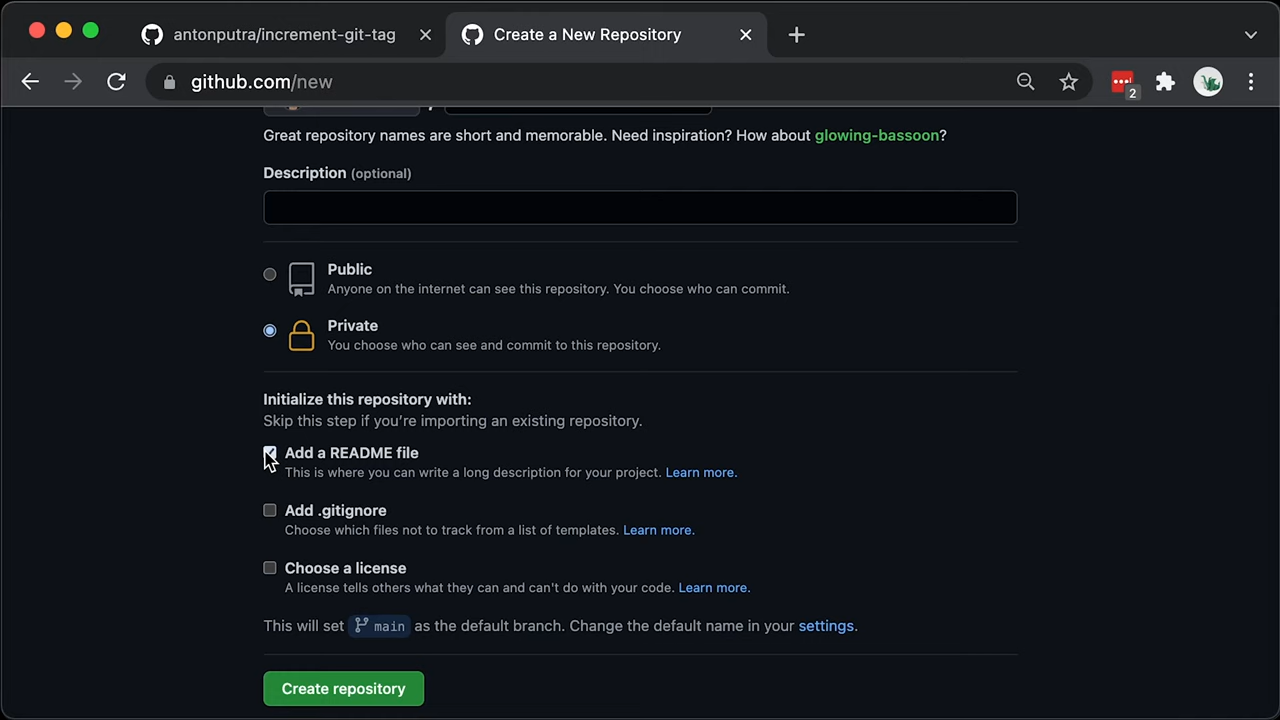 antonputra/increment-git-tag
Create a New Repository
github.com/new
2
Great repository names are short and memorable. Need inspiration? How about glowing-bassoon?
Description (optional)
Public
Anyone on the internet can see this repository. You choose who can commit.
Private
You choose who can see and commit to this repository.
Initialize this repository with:
Skip this step if you're importing an existing repository.
Add a README file
This is where you can write a long description for your project. Learn more.
Add .gitignore
Choose which files not to track from a list of templates. Learn more.
Choose a license
A license tells others what they can and can't do with your code. Learn more.
This will set main as the default branch. Change the default name in your settings.
Create repository